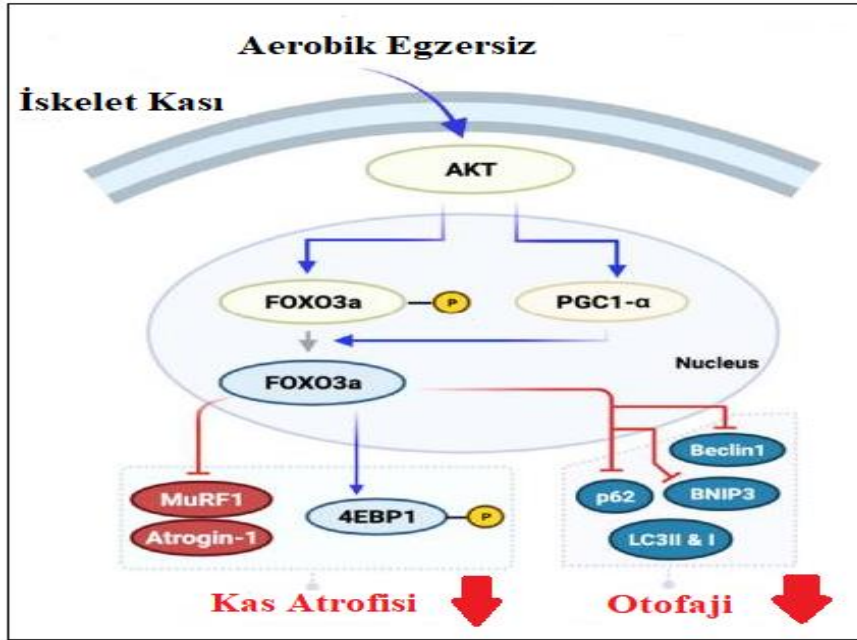 Aerobik Egzersiz
İskelet Kası
AKT
FOXO3a
P
PGC1-α
Nucleus
FOXO3a
Beclin1
MuRF1
4EBP1
P
p62
BNIP3
Atrogin-1
LC3II & I
Kas Atrofisi
Otofaji